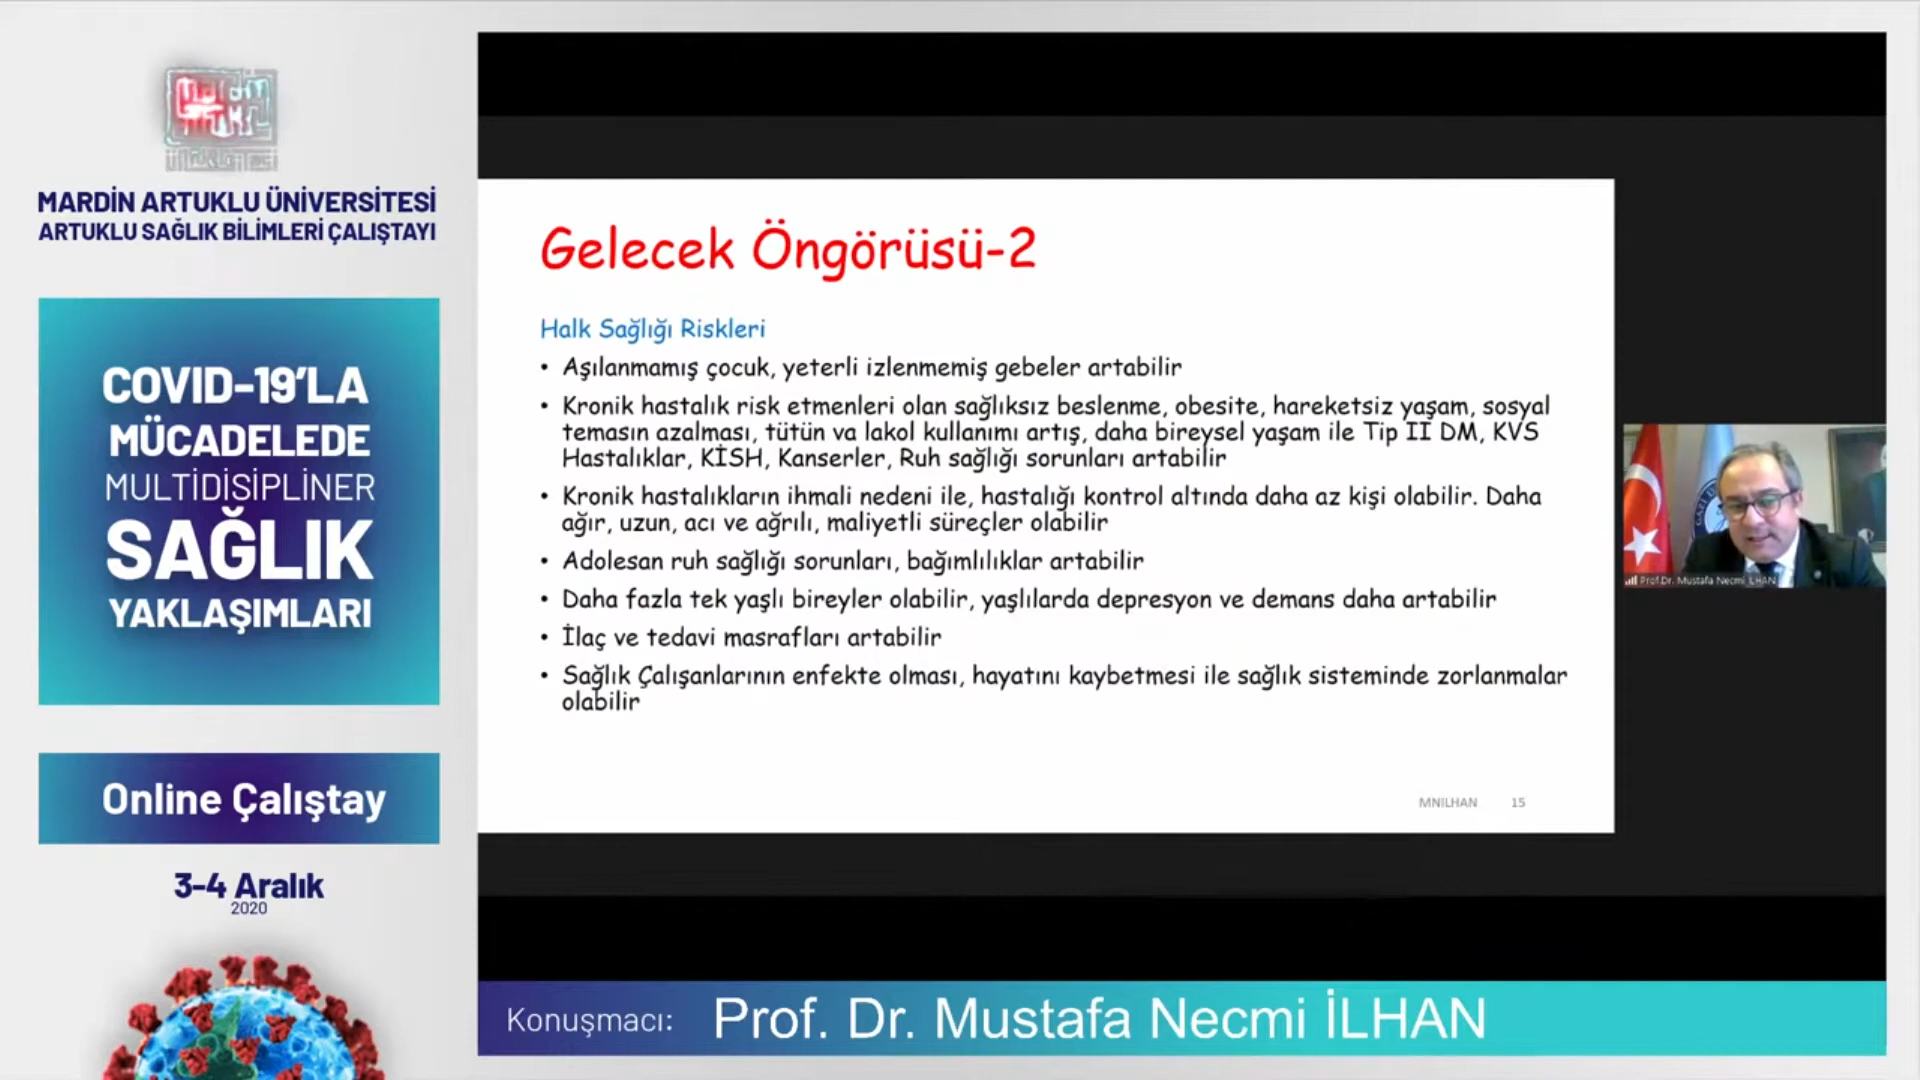 MARDİN ARTUKLU ÜNİVERSİTESİ
ARTUKLU SAĞLIK BİLİMLERİ ÇALIŞTAYI
COVID-19'LA
MÜCADELEDE
MULTİDİSİPLİNER
SAĞLIK
YAKLAŞIMLARI
Online Çalıştay
3-4 Aralık
2020
Gelecek Öngörüsü-2
Halk Sağlığı Riskleri
• Aşılanmamış çocuk, yeterli izlenmemiş gebeler artabilir
• Kronik hastalık risk etmenleri olan sağlıksız beslenme, obesite, hareketsiz yaşam, sosyal
temasın azalması, tütün va lakol kullanımı artış, daha bireysel yaşam ile Tip II DM, KVS
Hastalıklar, KİSH, Kanserler, Ruh sağlığı sorunları artabilir
• Kronik hastalıkların ihmali nedeni ile, hastalığı kontrol altında daha az kişi olabilir. Daha
ağır, uzun, acı ve ağrılı, maliyetli süreçler olabilir
• Adolesan ruh sağlığı sorunları, bağımlılıklar artabilir
• Daha fazla tek yaşlı bireyler olabilir, yaşlılarda depresyon ve demans daha artabilir
• İlaç ve tedavi masrafları artabilir
• Sağlık Çalışanlarının enfekte olması, hayatını kaybetmesi ile sağlık sisteminde zorlanmalar
olabilir
MNILHAN 15
Prof.Dr. Mustafa Necmi İLHAN
Konuşmacı: Prof. Dr. Mustafa Necmi İLHAN